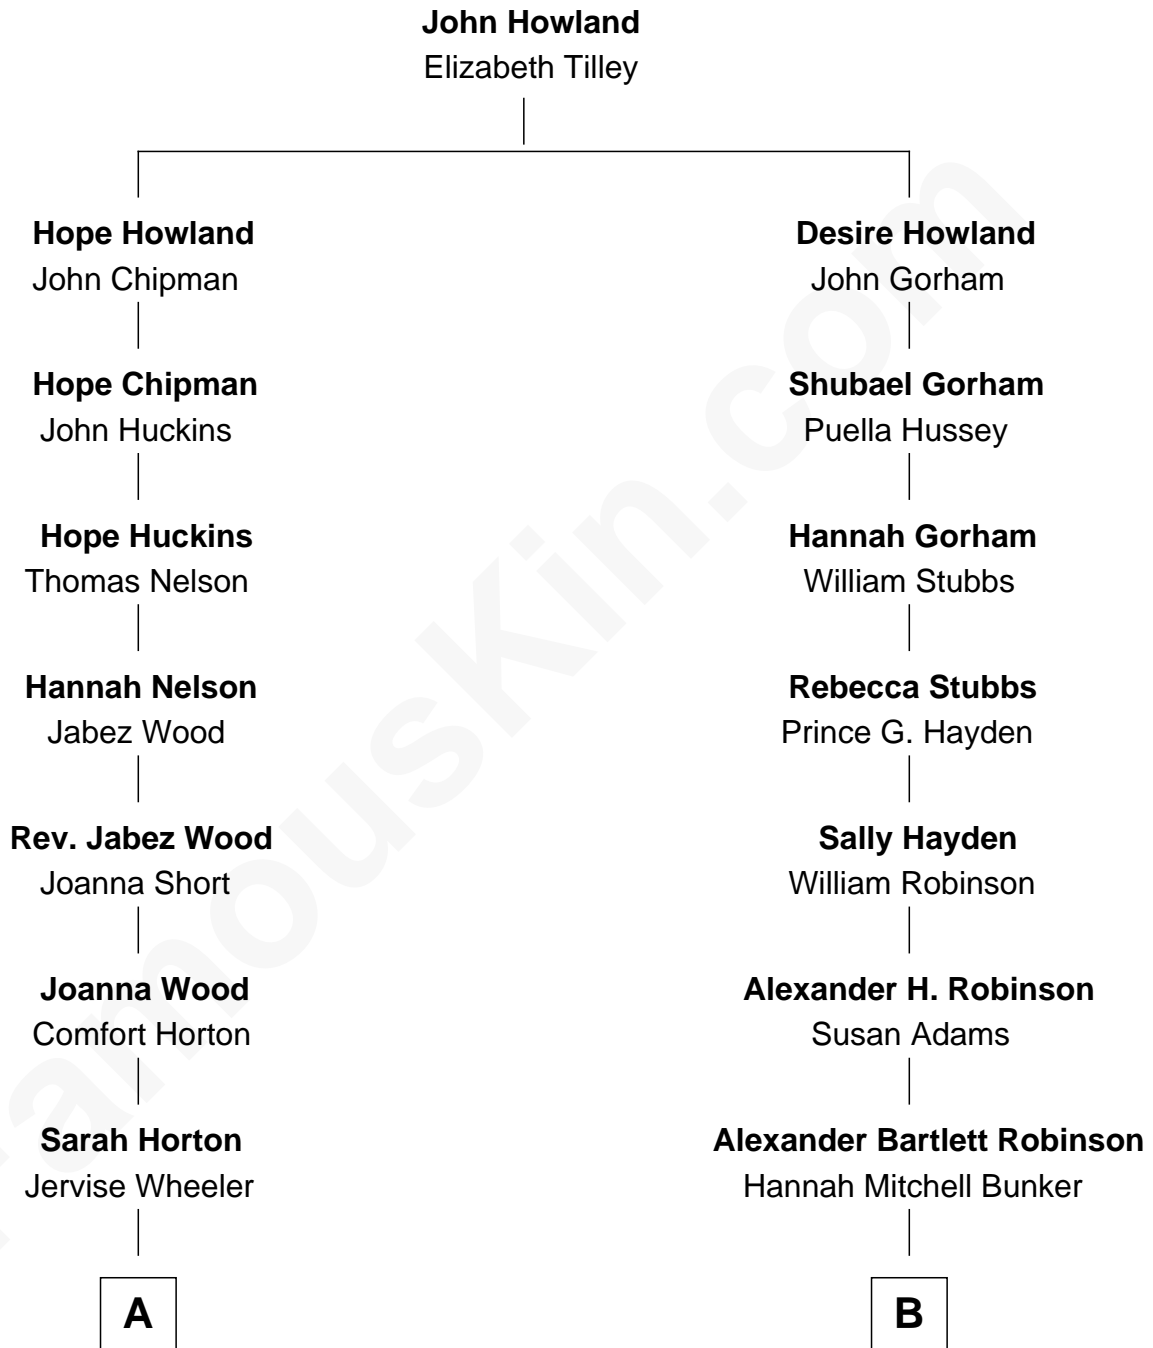 John Howland
Elizabeth Tilley
Hope Howland
John Chipman
Desire Howland
John Gorham
Hope Chipman
John Huckins
Shubael Gorham
Puella Hussey
Hope Huckins
Thomas Nelson
Hannah Gorham
William Stubbs
Hannah Nelson
Jabez Wood
Rebecca Stubbs
Prince G. Hayden
Rev. Jabez Wood
Joanna Short
Sally Hayden
William Robinson
Joanna Wood
Comfort Horton
Alexander H. Robinson
Susan Adams
Sarah Horton
Jervise Wheeler
Alexander Bartlett Robinson
Hannah Mitchell Bunker
A
B
FamousKin.com